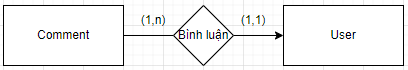 (1,n)
(1,1)
Comment
Bình luận
User